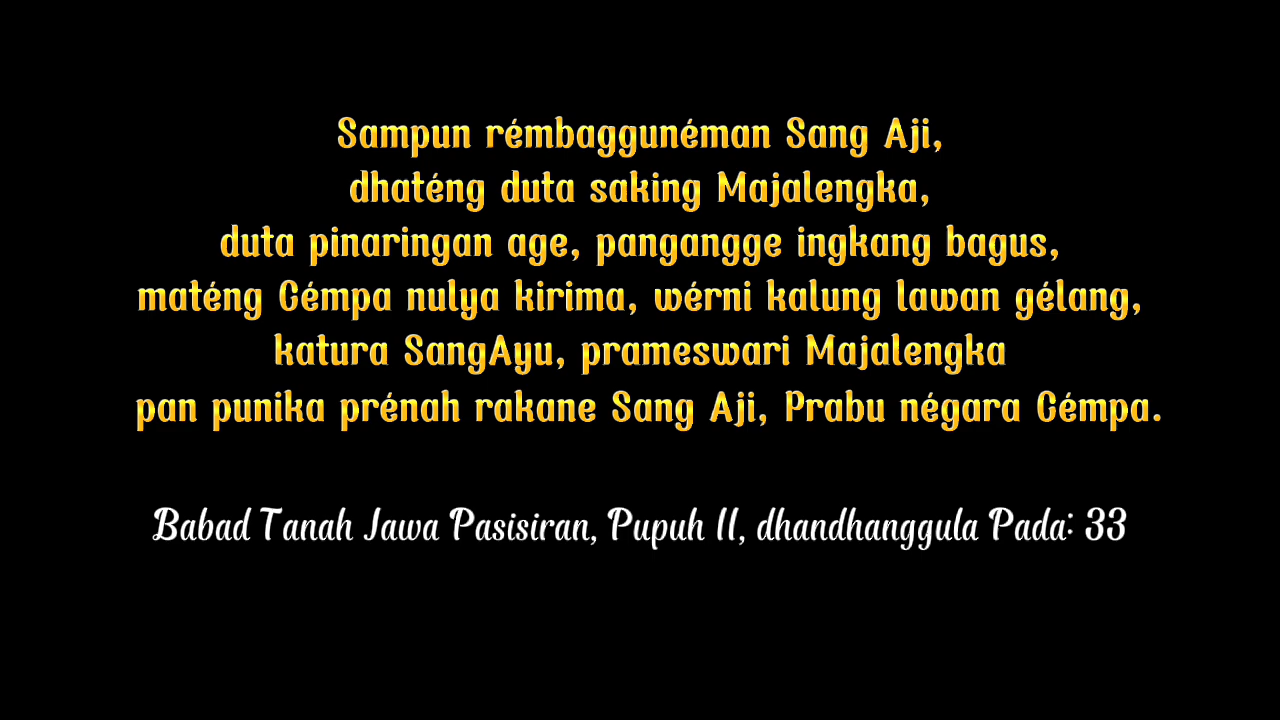 Sampun rémbaggunéman Sang Aji,
dhaténg duta saking Majalengka,
duta pinaringan age, pangangge ingkang bagus,
maténg Cémpa nulya kirima, wérni kalung lawan gélang,
katura SangAyu, prameswari Majalengka
pan punika prénah rakane Sang Aji, Prabu négara Cémpa.
Babad Tanah Jawa Pasisiran, Pupuh II, dhandhanggula Pada: 33